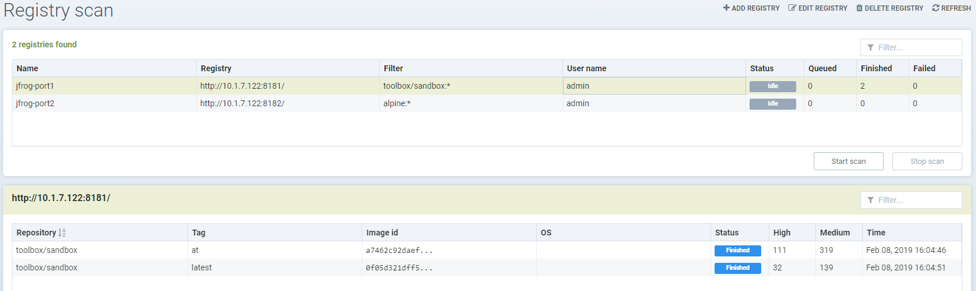 Registry scan
ADD REGISTRY EDIT REGISTRY DELETE REGISTRY REFRESH
2 registries found
Filter...
Name Registry Filter User name Status Queued Finished Failed
jfrog-port1 http://10.1.7.122:8181/ toolbox/sandbox:* admin Idle 0 2 0
jfrog-port2 http://10.1.7.122:8182/ alpine:* admin Idle 0 0 0
Start scan Stop scan
http://10.1.7.122:8181/
Filter...
Repository Tag Image id OS Status High Medium Time
toolbox/sandbox at a7462c92daef... Finished 111 319 Feb 08, 2019 16:04:46
toolbox/sandbox latest 0f05d321dff5... Finished 32 139 Feb 08, 2019 16:04:51